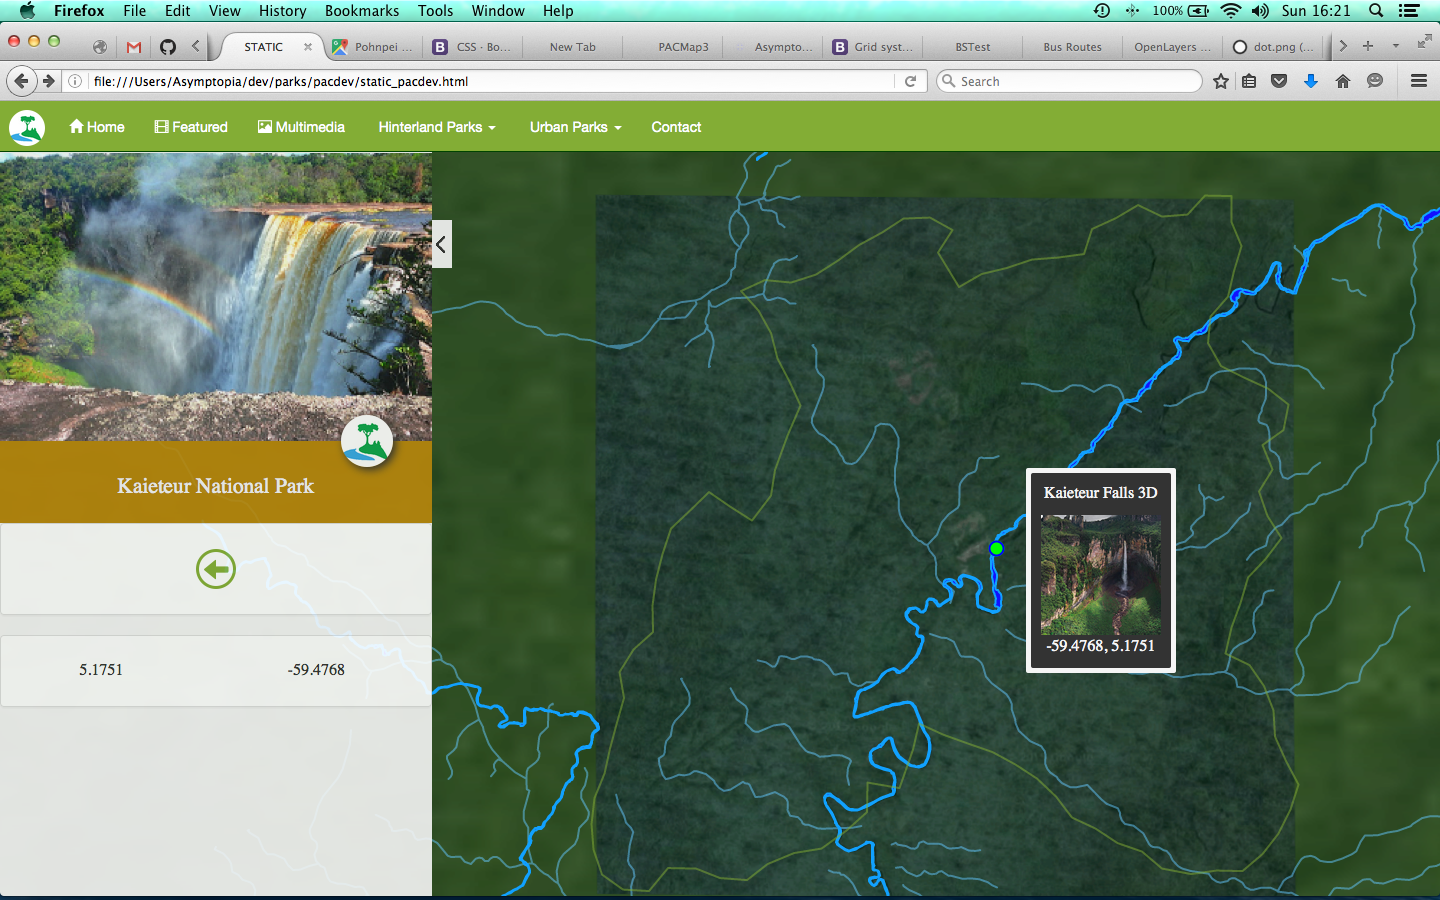 Firefox File Edit View History Bookmarks Tools Window Help 100% Sun 16:21
STATIC Pohnpei ... CSS · Bo... New Tab PACMap3 Asympto... Grid syst... BSTest Bus Routes OpenLayers ... dot.png (...
file:///Users/Asymptopia/dev/parks/pacdev/static_pacdev.html Search
Home Featured Multimedia Hinterland Parks Urban Parks Contact
Kaieteur National Park
5.1751 -59.4768
Kaieteur Falls 3D
-59.4768, 5.1751